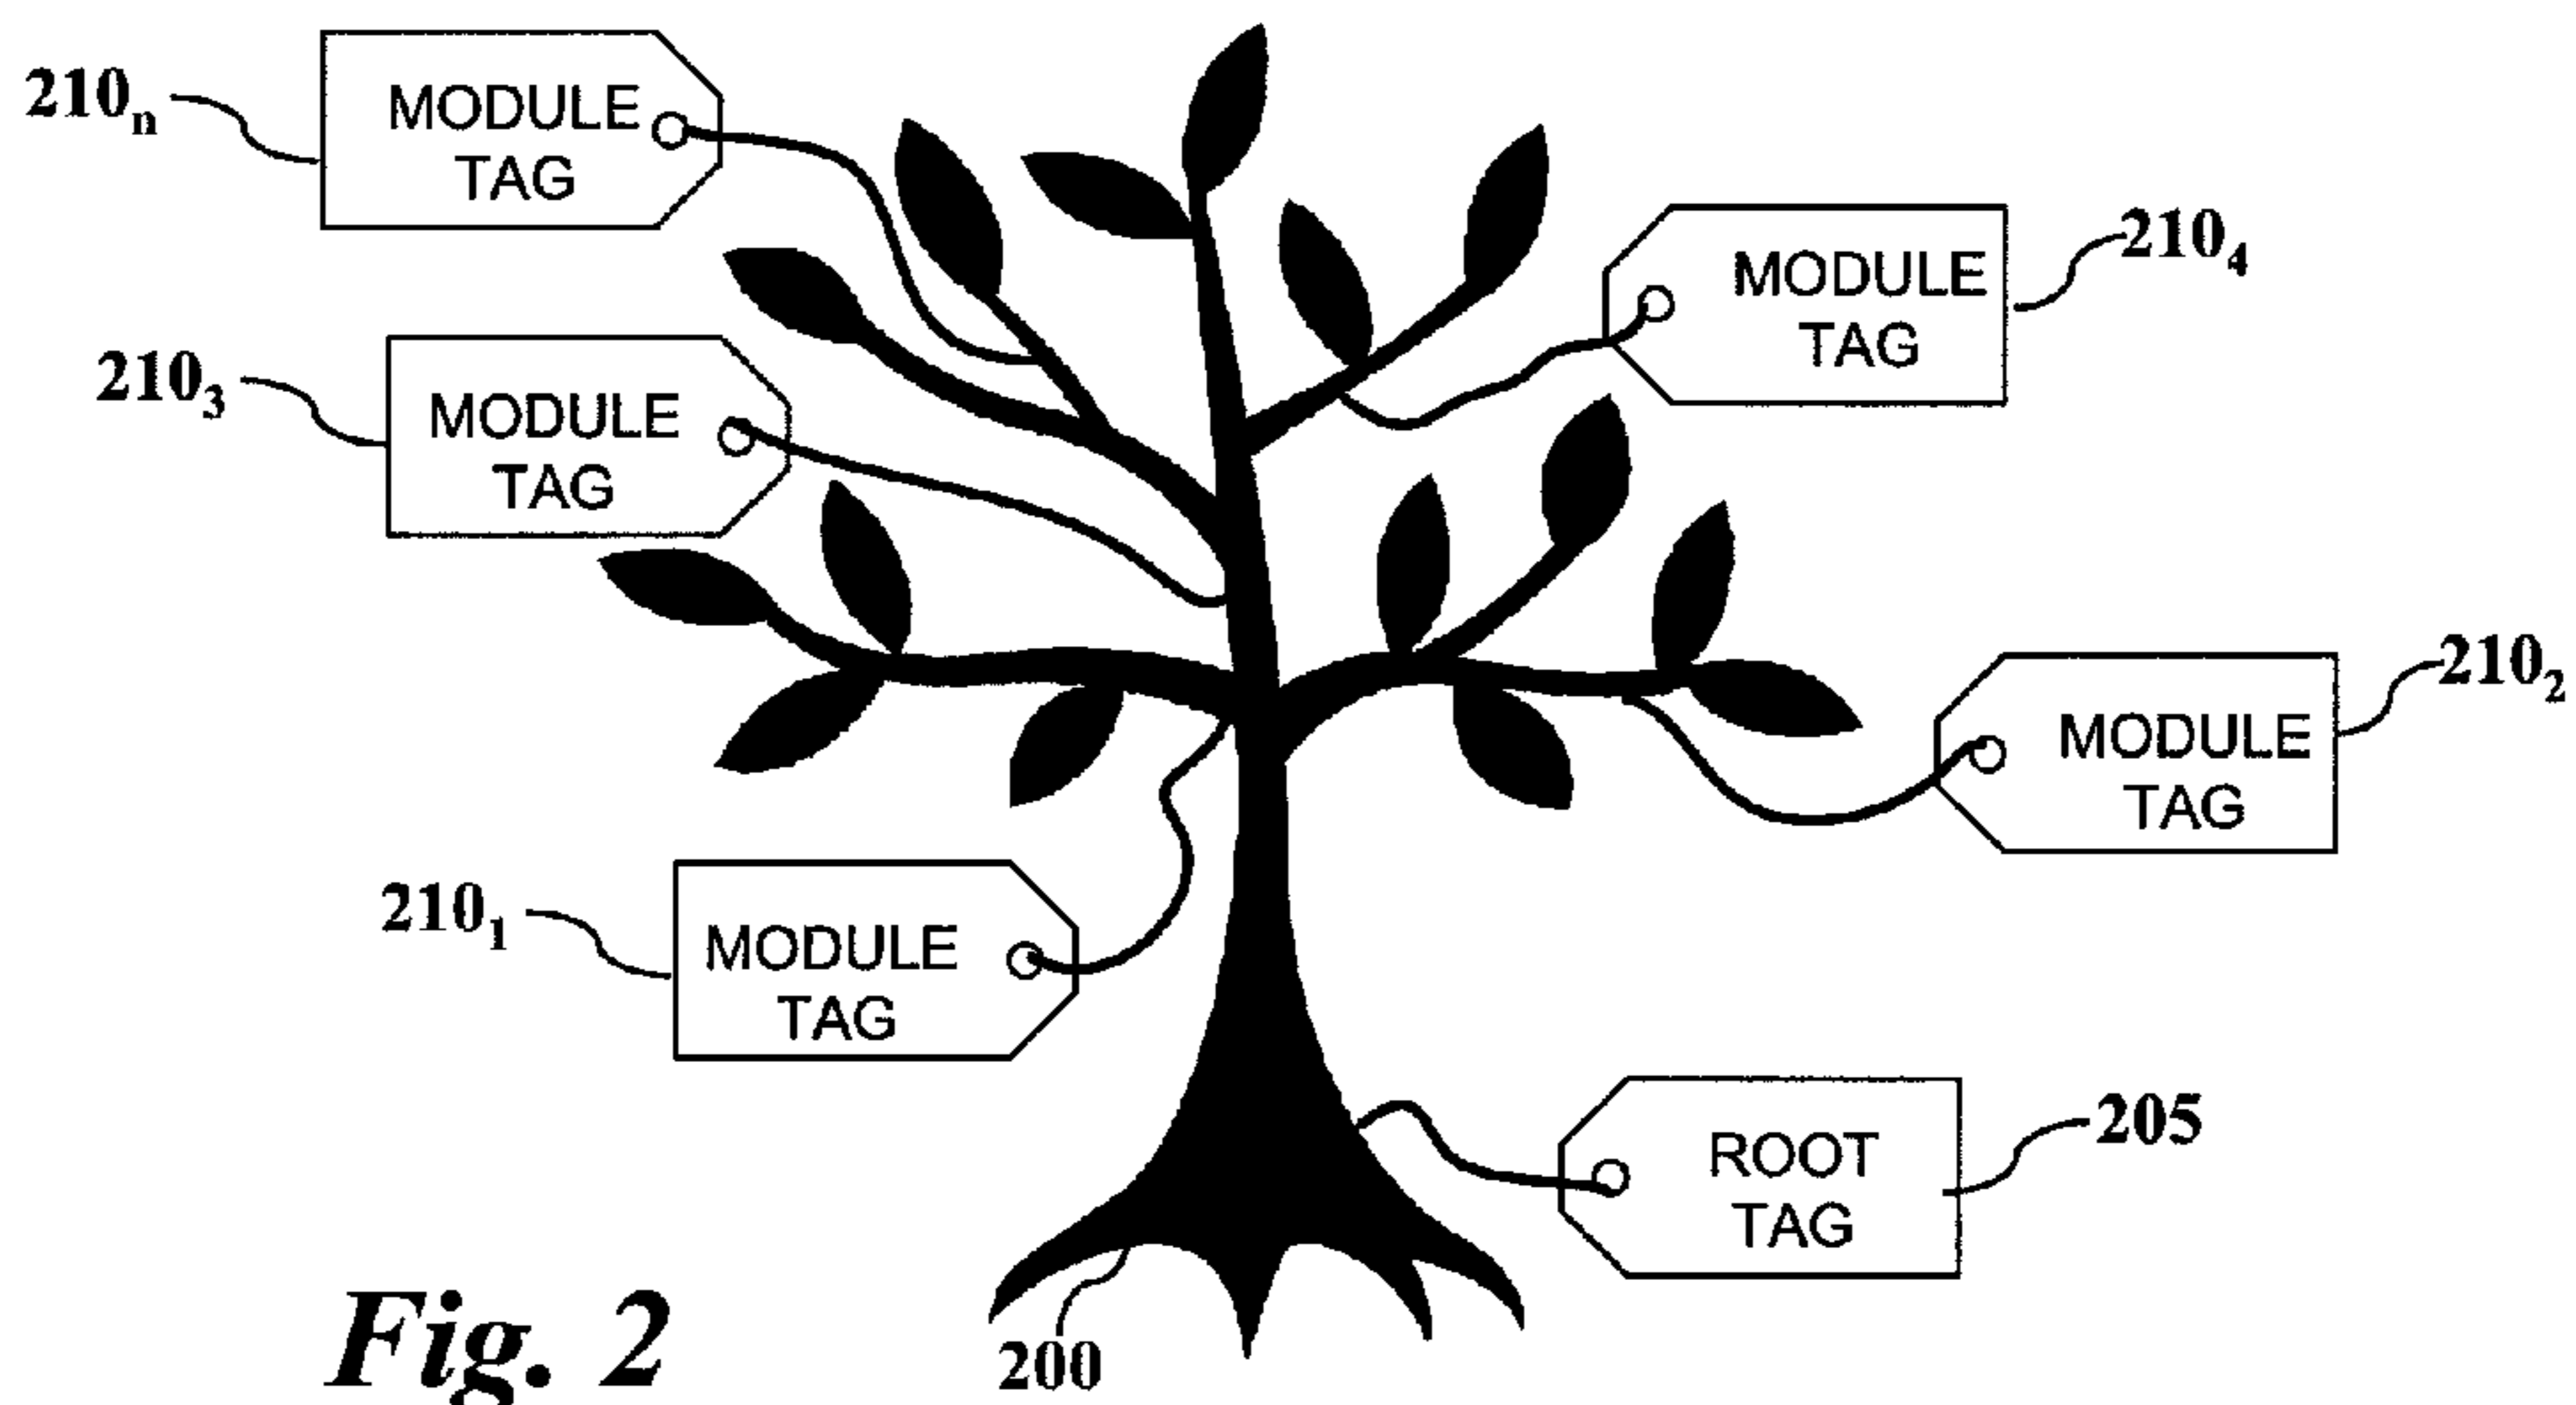 210n
MODULE
TAG
MODULE
TAG
2104
2103
MODULE
TAG
MODULE
TAG
2102
2101
MODULE
TAG
ROOT
TAG
205
200
Fig. 2